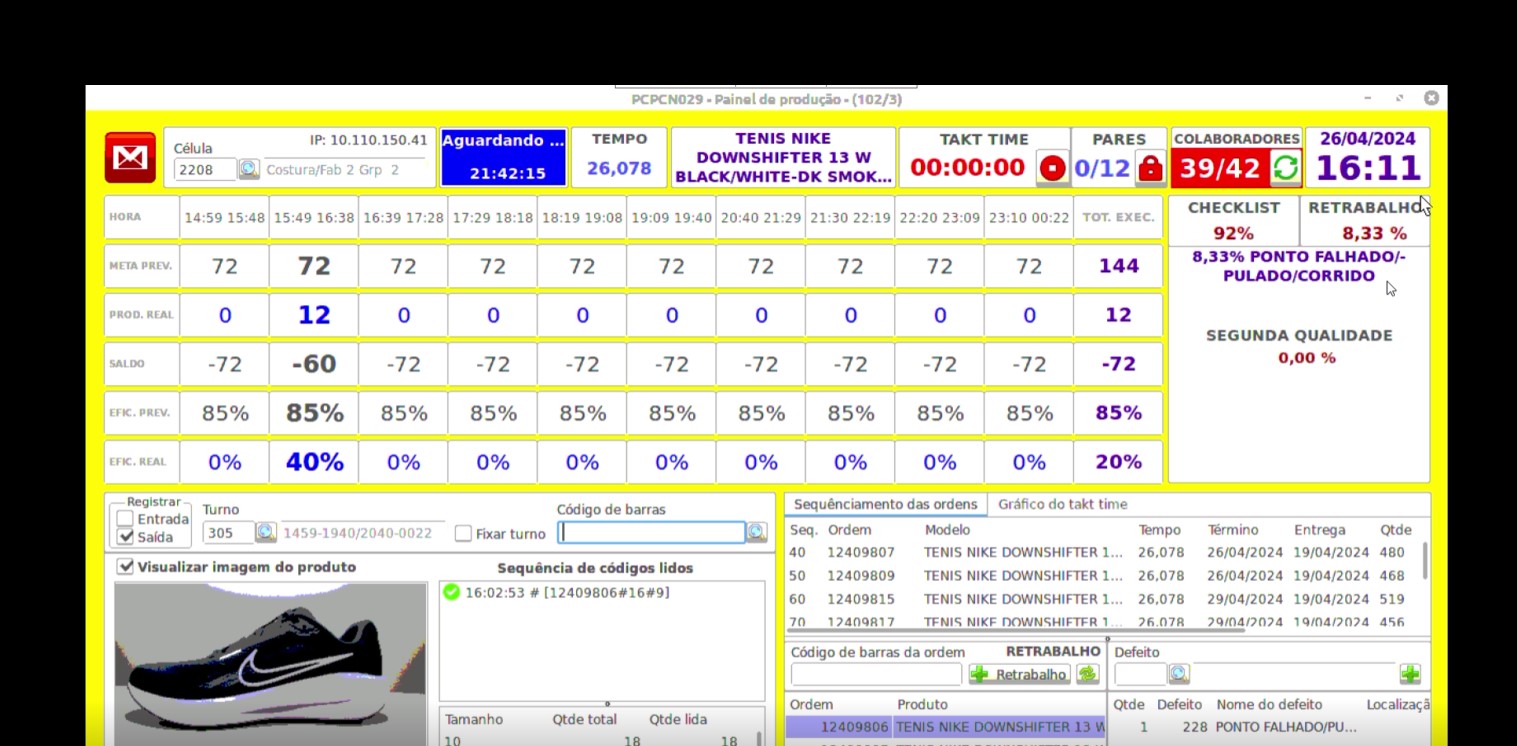 PCPCN029 - Painel de produção - (102/3)
Célula
IP: 10.110.150.41
2208
Costura/Fab 2 Grp 2
Aguardando ...
21:42:15
TEMPO
26,078
TENIS NIKE
DOWNSHIFTER 13 W
BLACK/WHITE-DK SMOK...
TAKT TIME
00:00:00
PARES
0/12
COLABORADORES
39/42
26/04/2024
16:11
HORA 14:59 15:48 15:49 16:38 16:39 17:28 17:29 18:18 18:19 19:08 19:09 19:40 20:40 21:29 21:30 22:19 22:20 23:09 23:10 00:22 TOT. EXEC.
META PREV. 72 72 72 72 72 72 72 72 72 72 144
PROD. REAL 0 12 0 0 0 0 0 0 0 0 12
SALDO -72 -60 -72 -72 -72 -72 -72 -72 -72 -72 -72
EFIC. PREV. 85% 85% 85% 85% 85% 85% 85% 85% 85% 85% 85%
EFIC. REAL 0% 40% 0% 0% 0% 0% 0% 0% 0% 0% 20%
CHECKLIST
92%
RETRABALHO
8,33 %
8,33% PONTO FALHADO/-
PULADO/CORRIDO
SEGUNDA QUALIDADE
0,00 %
Registrar
Entrada
Saída
Turno
305
1459-1940/2040-0022
Fixar turno
Código de barras
Visualizar imagem do produto
Sequência de códigos lidos
16:02:53 # [12409806#16#9]
Tamanho Qtde total Qtde lida
10 18 18
Sequênciamento das ordens
Gráfico do takt time
Seq. Ordem Modelo Tempo Término Entrega Qtde
40 12409807 TENIS NIKE DOWNSHIFTER 1... 26,078 26/04/2024 19/04/2024 480
50 12409809 TENIS NIKE DOWNSHIFTER 1... 26,078 26/04/2024 19/04/2024 468
60 12409815 TENIS NIKE DOWNSHIFTER 1... 26,078 29/04/2024 19/04/2024 519
70 12409817 TENIS NIKE DOWNSHIFTER 1... 26,078 29/04/2024 19/04/2024 456
Código de barras da ordem
RETRABALHO
Retrabalho
Defeito
Ordem Produto
12409806 TENIS NIKE DOWNSHIFTER 13 W
Qtde Defeito Nome do defeito Localizaçã
1 228 PONTO FALHADO/PU...